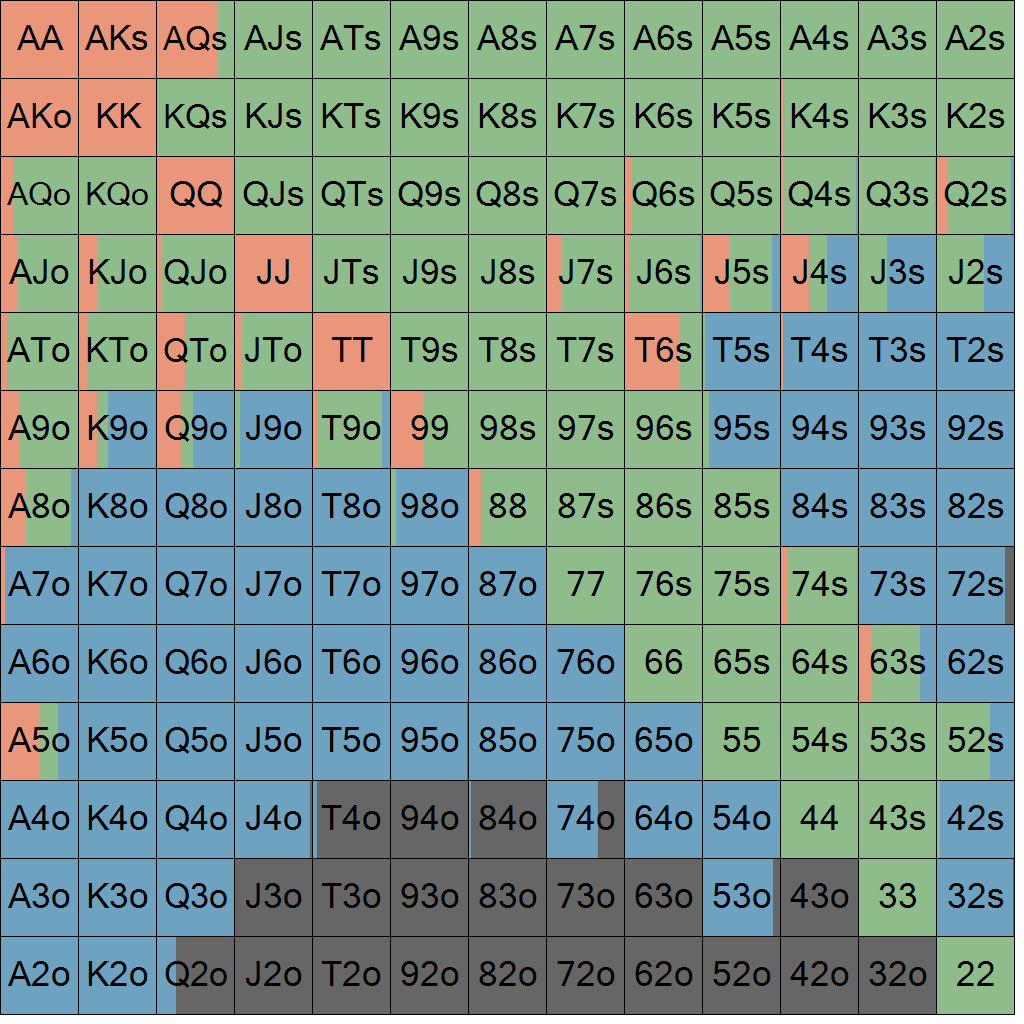 AA AKs AQs AJs ATs A9s A8s A7s A6s A5s A4s A3s A2s
AKo KK KQs KJs KTs K9s K8s K7s K6s K5s K4s K3s K2s
AQo KQo QQ QJs QTs Q9s Q8s Q7s Q6s Q5s Q4s Q3s Q2s
AJo KJo QJo JJ JTs J9s J8s J7s J6s J5s J4s J3s J2s
ATo KTo QTo JTo TT T9s T8s T7s T6s T5s T4s T3s T2s
A9o K9o Q9o J9o T9o 99 98s 97s 96s 95s 94s 93s 92s
A8o K8o Q8o J8o T8o 98o 88 87s 86s 85s 84s 83s 82s
A7o K7o Q7o J7o T7o 97o 87o 77 76s 75s 74s 73s 72s
A6o K6o Q6o J6o T6o 96o 86o 76o 66 65s 64s 63s 62s
A5o K5o Q5o J5o T5o 95o 85o 75o 65o 55 54s 53s 52s
A4o K4o Q4o J4o T4o 94o 84o 74o 64o 54o 44 43s 42s
A3o K3o Q3o J3o T3o 93o 83o 73o 63o 53o 43o 33 32s
A2o K2o Q2o J2o T2o 92o 82o 72o 62o 52o 42o 32o 22